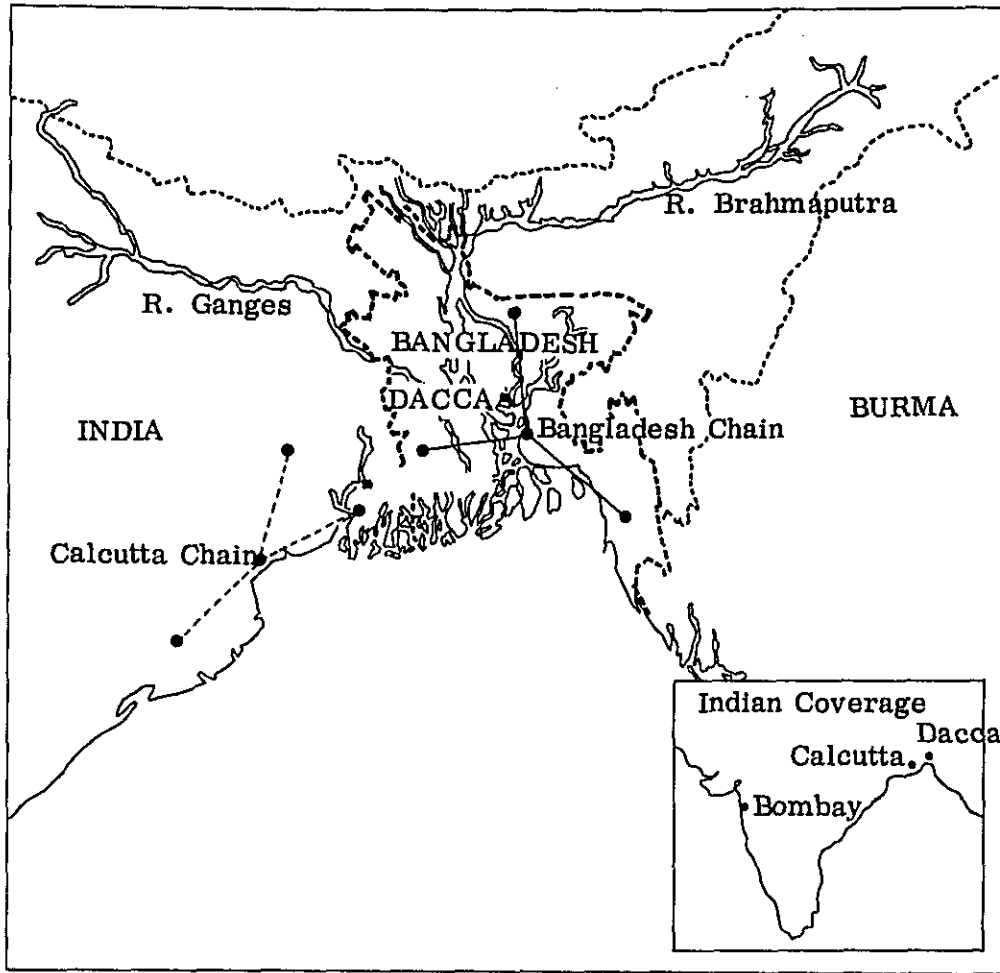 R. Brahmaputra
R. Ganges
BANGLADESH
DACCA
BURMA
INDIA
Bangladesh Chain
Calcutta Chain
Indian Coverage
Dacca
Calcutta
Bombay